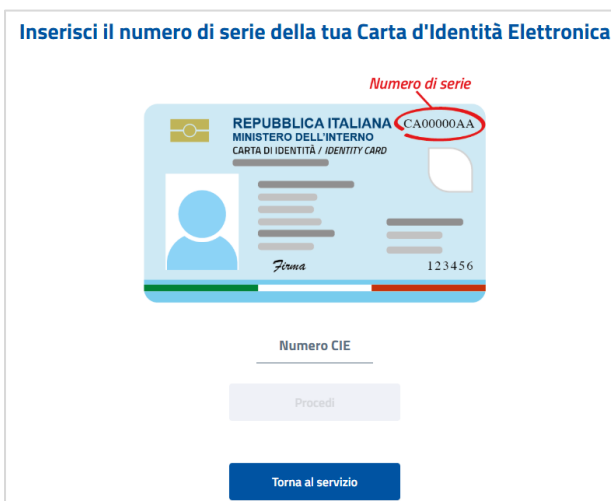 Inserisci il numero di serie della tua Carta d'Identità Elettronica
Numero di serie
REPUBBLICA ITALIANA CA00000AA
MINISTERO DELL'INTERNO
CARTA DI IDENTITÀ / IDENTITY CARD
Firma 123456
Numero CIE
Procedi
Torna al servizio